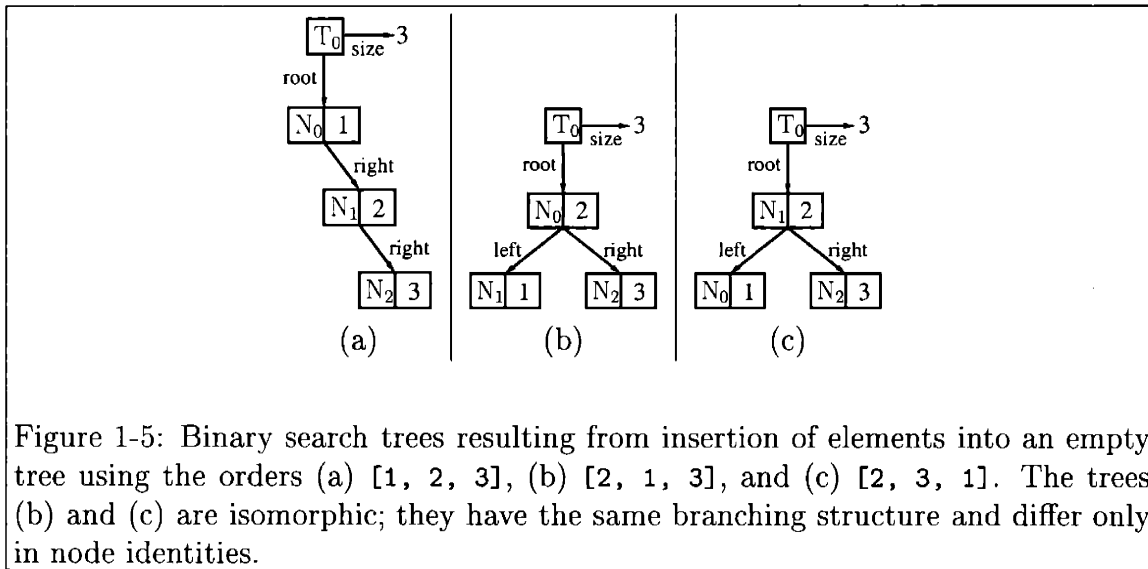 T0 size 3
root
N0 1
right
N1 2
right
N2 3
(a)
T0 size 3
root
N0 2
left right
N1 1 N2 3
(b)
T0 size 3
root
N1 2
left right
N0 1 N2 3
(c)
Figure 1-5: Binary search trees resulting from insertion of elements into an empty
tree using the orders (a) [1, 2, 3], (b) [2, 1, 3], and (c) [2, 3, 1]. The trees
(b) and (c) are isomorphic; they have the same branching structure and differ only
in node identities.